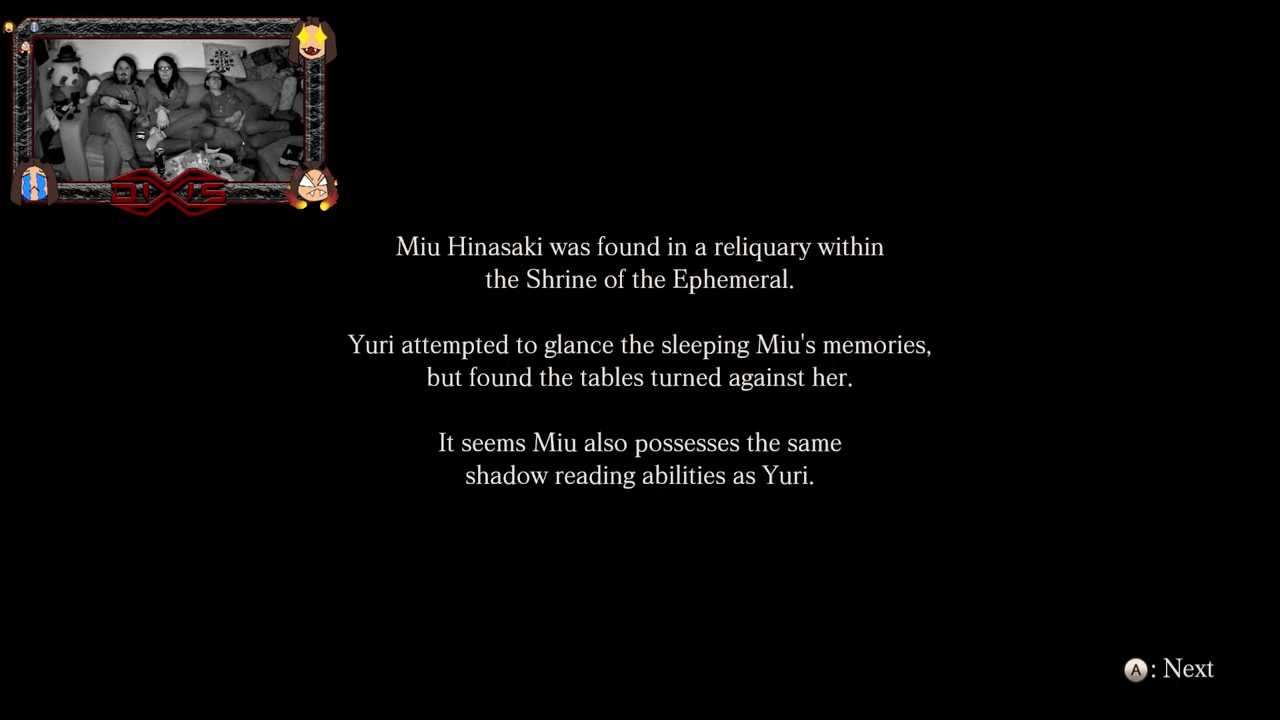 DIXIS
Miu Hinasaki was found in a reliquary within
the Shrine of the Ephemeral.
Yuri attempted to glance the sleeping Miu's memories,
but found the tables turned against her.
It seems Miu also possesses the same
shadow reading abilities as Yuri.
A: Next